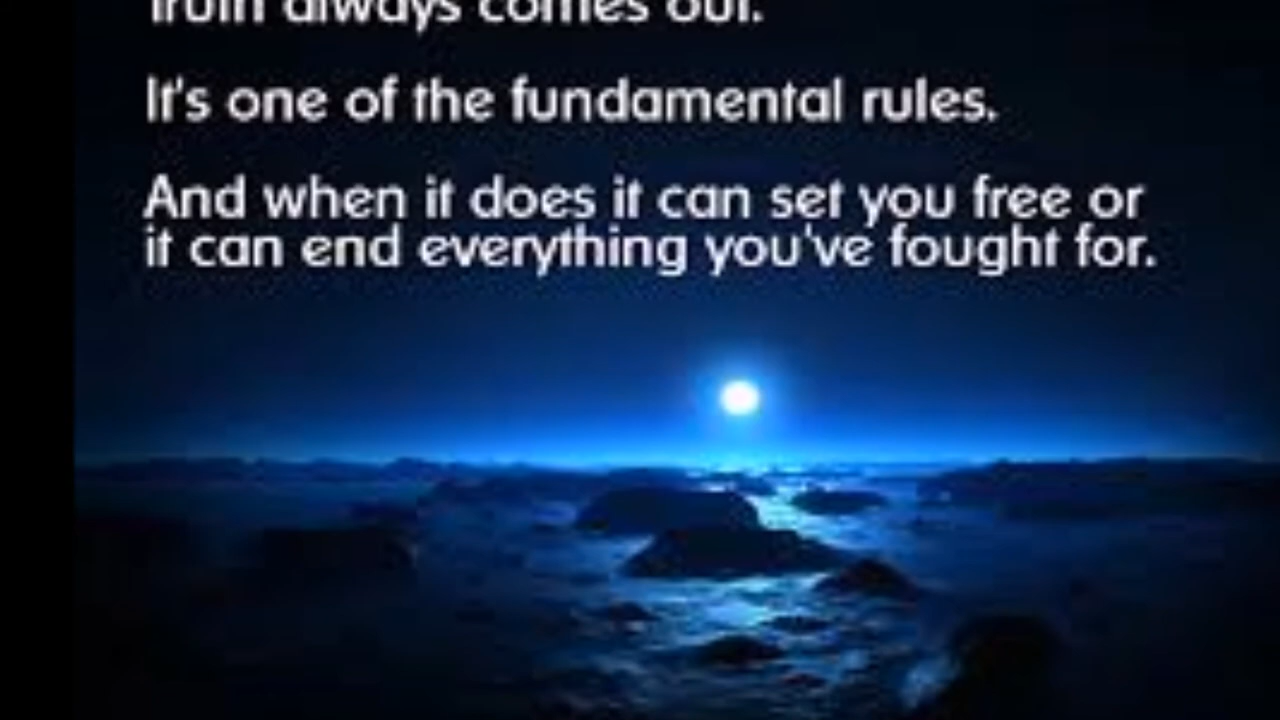 Truth always comes out.
It's one of the fundamental rules.
And when it does it can set you free or
it can end everything you've fought for.